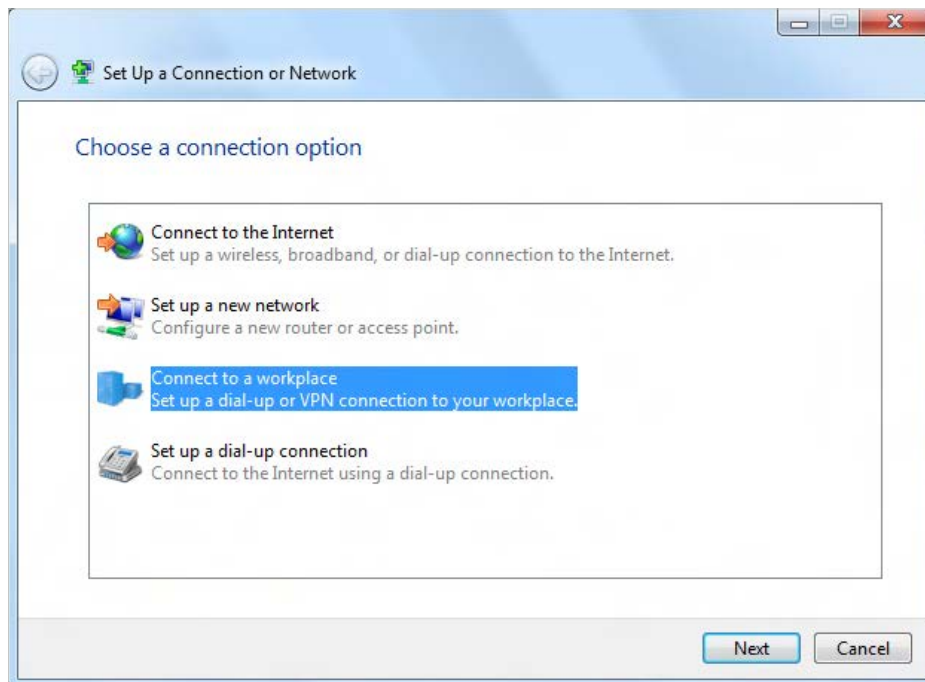 Set Up a Connection or Network
Choose a connection option
Connect to the Internet
Set up a wireless, broadband, or dial-up connection to the Internet.
Set up a new network
Configure a new router or access point.
Connect to a workplace
Set up a dial-up or VPN connection to your workplace.
Set up a dial-up connection
Connect to the Internet using a dial-up connection.
Next Cancel